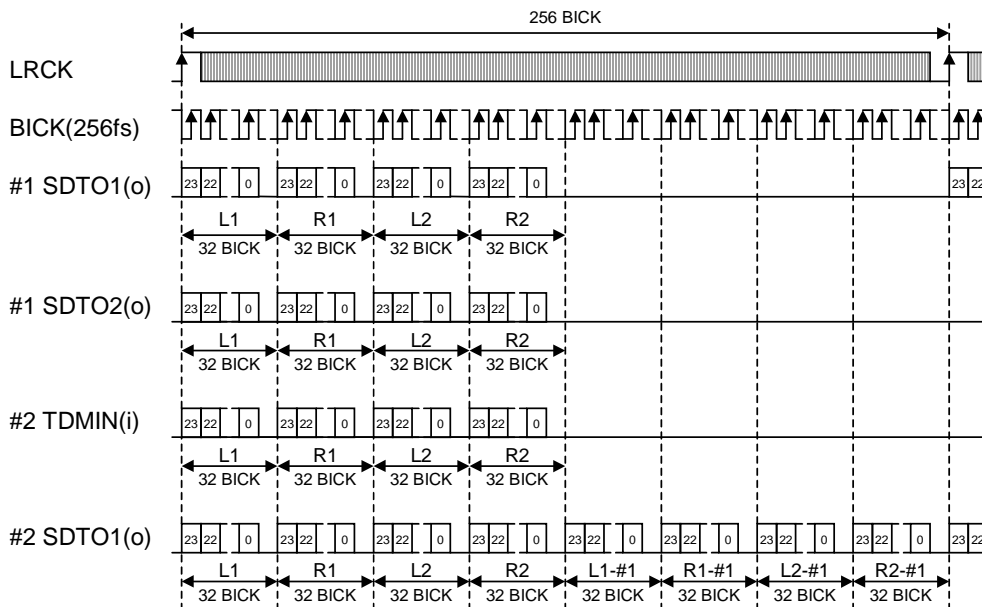 256 BICK
LRCK
BICK(256fs)
#1 SDTO1(o)
23 22 0 23 22 0 23 22 0 23 22 0 23 22
L1 R1 L2 R2
32 BICK 32 BICK 32 BICK 32 BICK
#1 SDTO2(o)
23 22 0 23 22 0 23 22 0 23 22 0
L1 R1 L2 R2
32 BICK 32 BICK 32 BICK 32 BICK
#2 TDMIN(i)
23 22 0 23 22 0 23 22 0 23 22 0
L1 R1 L2 R2
32 BICK 32 BICK 32 BICK 32 BICK
#2 SDTO1(o)
23 22 0 23 22 0 23 22 0 23 22 0 23 22 0 23 22 0 23 22 0 23 22 0 23 22
L1 R1 L2 R2 L1-#1 R1-#1 L2-#1 R2-#1
32 BICK 32 BICK 32 BICK 32 BICK 32 BICK 32 BICK 32 BICK 32 BICK